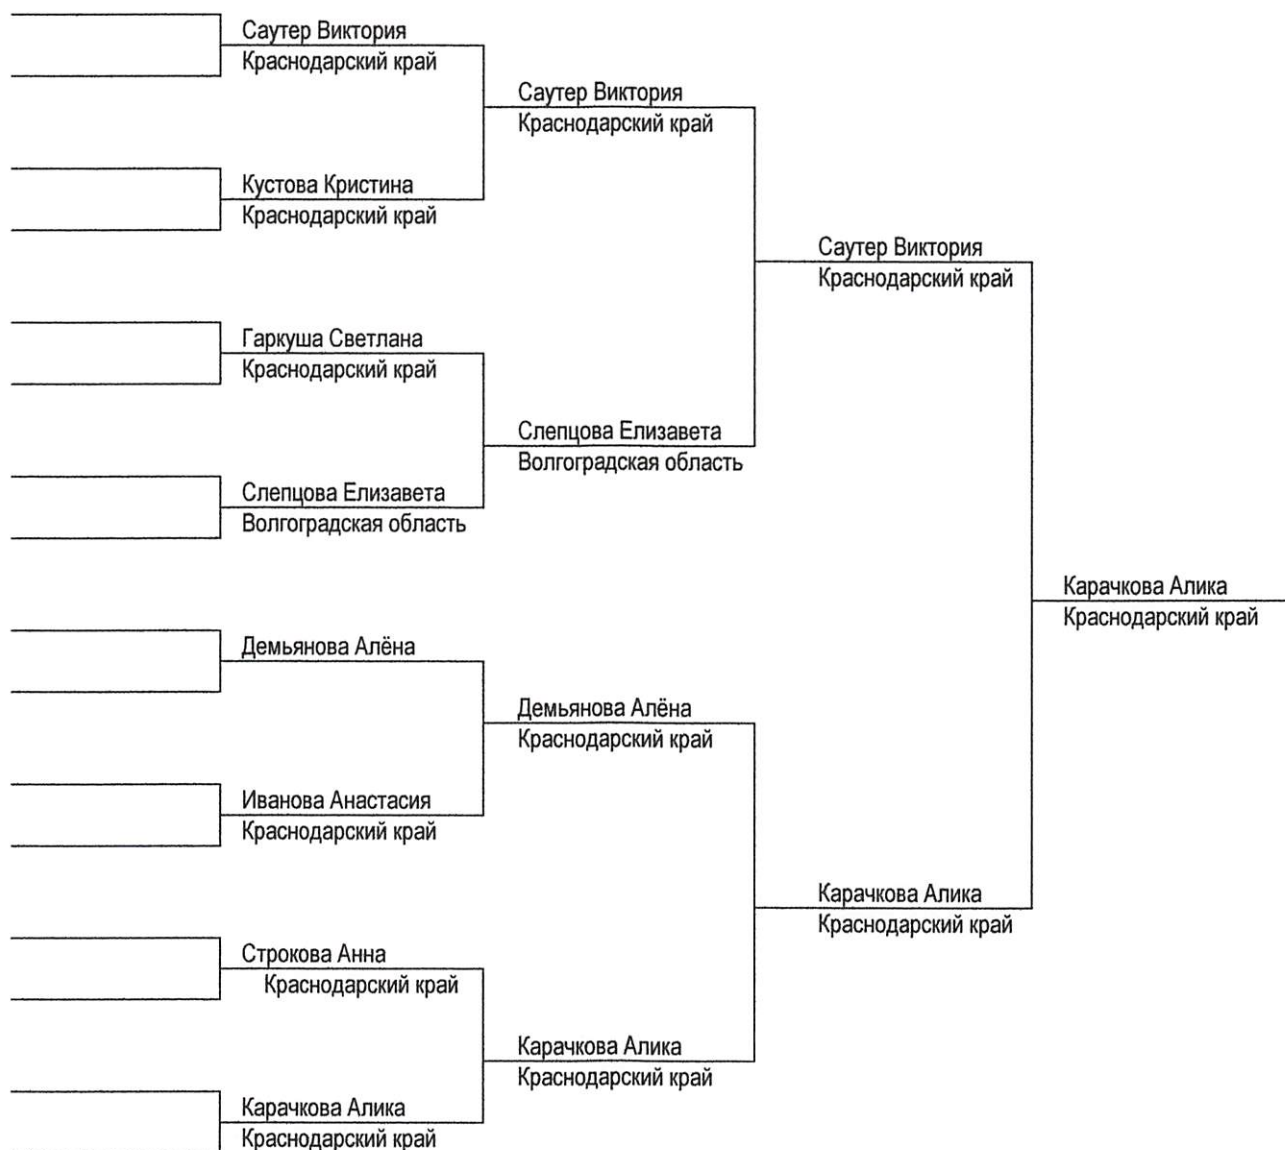 Саутер Виктория
Краснодарский край
Саутер Виктория
Краснодарский край
Кустова Кристина
Краснодарский край
Саутер Виктория
Краснодарский край
Гаркуша Светлана
Краснодарский край
Слепцова Елизавета
Волгоградская область
Слепцова Елизавета
Волгоградская область
Карачкова Алика
Краснодарский край
Демьянова Алёна
Демьянова Алёна
Краснодарский край
Иванова Анастасия
Краснодарский край
Карачкова Алика
Краснодарский край
Строкова Анна
Краснодарский край
Карачкова Алика
Краснодарский край
Карачкова Алика
Краснодарский край